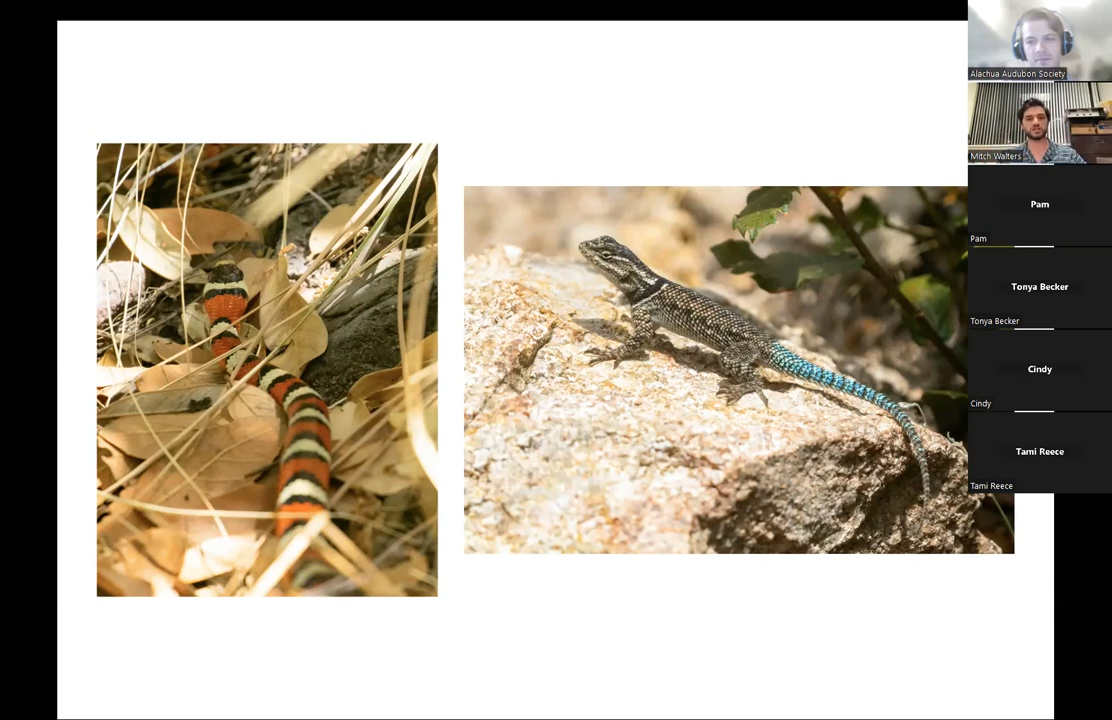 Alachua Audubon Society
Mitch Walters
Pam
Pam
Tonya Becker
Tonya Becker
Cindy
Cindy
Tami Reece
Tami Reece